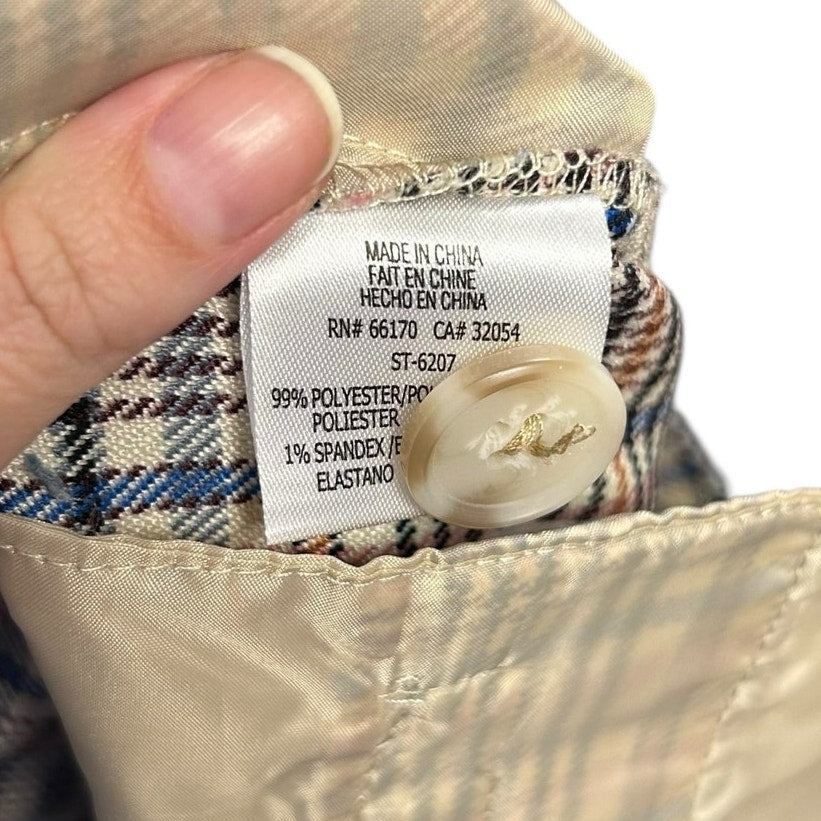 MADE IN CHINA
FAIT EN CHINE
HECHO EN CHINA
RN# 66170 CA# 32054
ST-6207
99% POLYESTER/
POLIESTER
1% SPANDEX /
ELASTANO